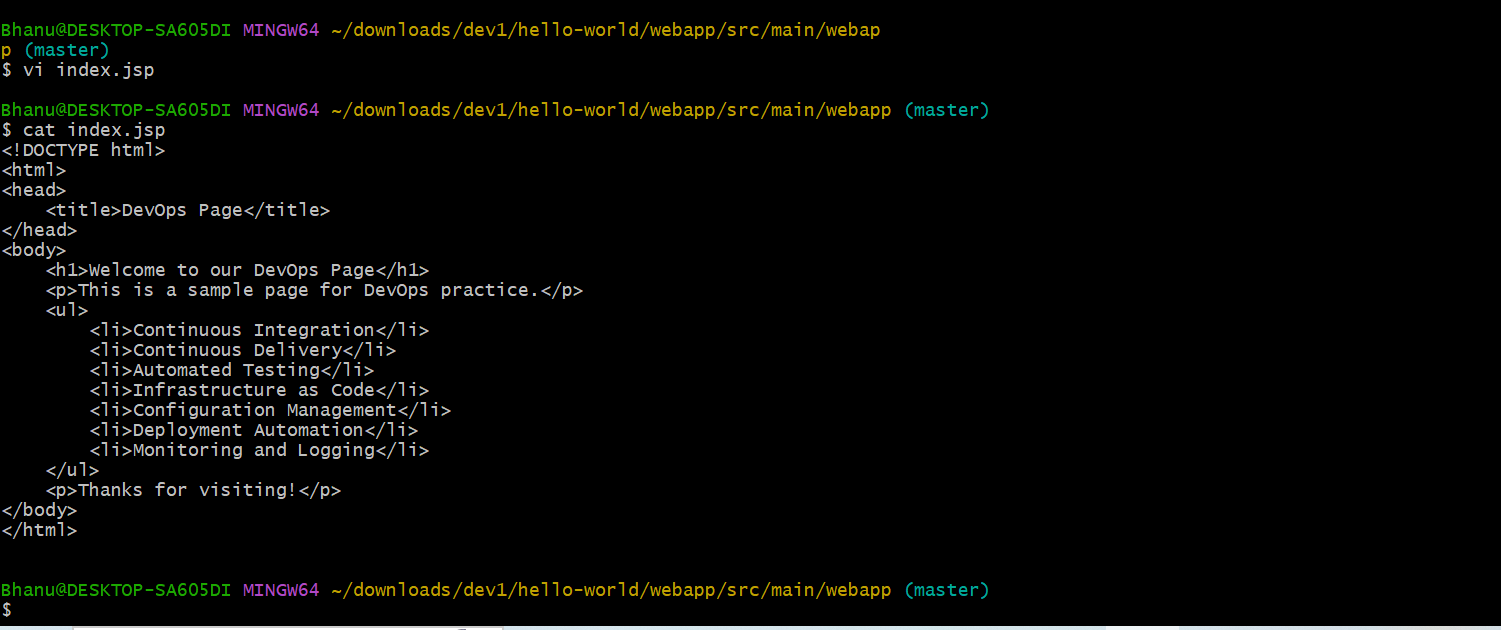 Bhanu@DESKTOP-SA605DI MINGW64 ~/downloads/dev1/hello-world/webapp/src/main/webap
p (master)
$ vi index.jsp
Bhanu@DESKTOP-SA605DI MINGW64 ~/downloads/dev1/hello-world/webapp/src/main/webapp (master)
$ cat index.jsp
<!DOCTYPE html>
<html>
<head>
    <title>DevOps Page</title>
</head>
<body>
    <h1>Welcome to our DevOps Page</h1>
    <p>This is a sample page for DevOps practice.</p>
    <ul>
        <li>Continuous Integration</li>
        <li>Continuous Delivery</li>
        <li>Automated Testing</li>
        <li>Infrastructure as Code</li>
        <li>Configuration Management</li>
        <li>Deployment Automation</li>
        <li>Monitoring and Logging</li>
    </ul>
    <p>Thanks for visiting!</p>
</body>
</html>
Bhanu@DESKTOP-SA605DI MINGW64 ~/downloads/dev1/hello-world/webapp/src/main/webapp (master)
$